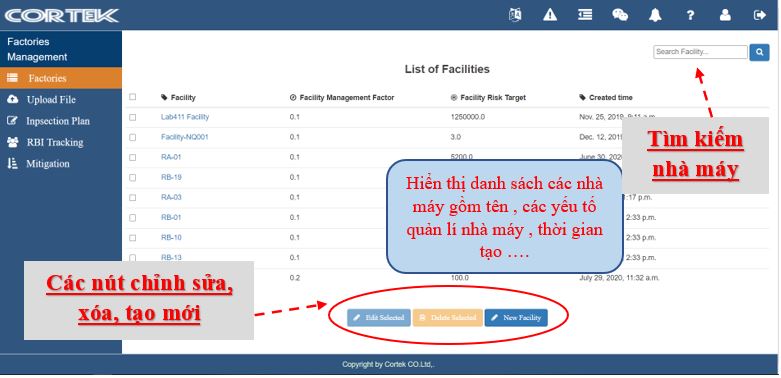 CORTEK
Factories
Management
Factories
Upload File
Inpsection Plan
RBI Tracking
Mitigation
Search Facility...
List of Facilities
Facility Facility Management Factor Facility Risk Target Created time
Lab411 Facility 0.1 1250000.0 Nov. 25, 2019, 9:11 a.m.
Facility-NQ001 0.1 3.0 Dec. 12, 2019,
RA-01 0.1 5200.0 June 30, 2020,
RB-19 0.1
RA-03 0.1 1:17 p.m.
RB-01 0.1 2:33 p.m.
RB-10 0.1 2:33 p.m.
RB-13 0.1 2:33 p.m.
0.2 100.0 July 29, 2020, 11:32 a.m.
Tìm kiếm
nhà máy
Hiển thị danh sách các nhà
máy gồm tên , các yếu tố
quản lí nhà máy , thời gian
tạo ....
Các nút chỉnh sửa,
xóa, tạo mới
Edit Selected Delete Selected New Facility
Copyright by Cortek CO.Ltd,.